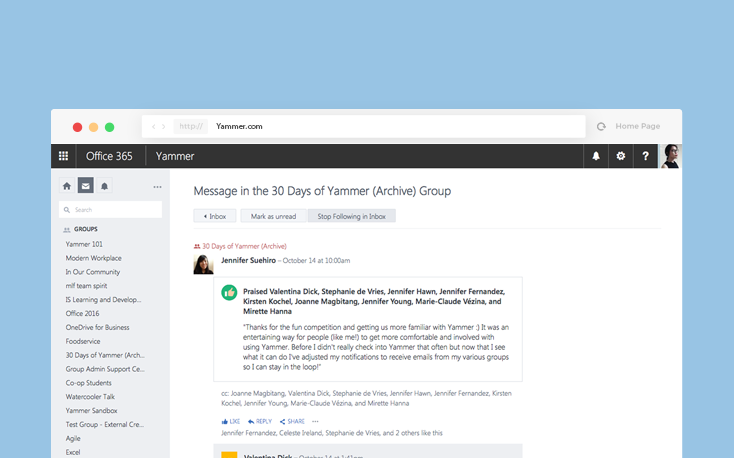 http:// Yammer.com Home Page
Office 365 Yammer ?
Search
GROUPS
Yammer 101
Modern Workplace
In Our Community
mlf team spirit
IS Learning and Develop...
Office 2016
OneDrive for Business
Foodservice
30 Days of Yammer (Arch...
Group Admin Support Ce...
Co-op Students
Watercooler Talk
Yammer Sandbox
Test Group - External Cre...
Agile
Excel
Message in the 30 Days of Yammer (Archive) Group
Inbox Mark as unread Stop Following in Inbox
30 Days of Yammer (Archive)
Jennifer Suehiro – October 14 at 10:00am
Praised Valentina Dick, Stephanie de Vries, Jennifer Hawn, Jennifer Fernandez,
Kirsten Kochel, Joanne Magbitang, Jennifer Young, Marie-Claude Vézina, and
Mirette Hanna
"Thanks for the fun competition and getting us more familiar with Yammer :) It was an
entertaining way for people (like me!) to get more comfortable and involved with
using Yammer. Before I didn't really check into Yammer that often but now that I see
what it can do I've adjusted my notifications to receive emails from my various groups
so I can stay in the loop!"
cc: Joanne Magbitang, Valentina Dick, Stephanie de Vries, Jennifer Hawn, Jennifer Fernandez, Kirsten
Kochel, Jennifer Young, Marie-Claude Vézina, and Mirette Hanna
LIKE REPLY SHARE
Jennifer Fernandez, Celeste Ireland, Stephanie de Vries, and 2 others like this
Valentina Dick – October 14 at 1:41pm